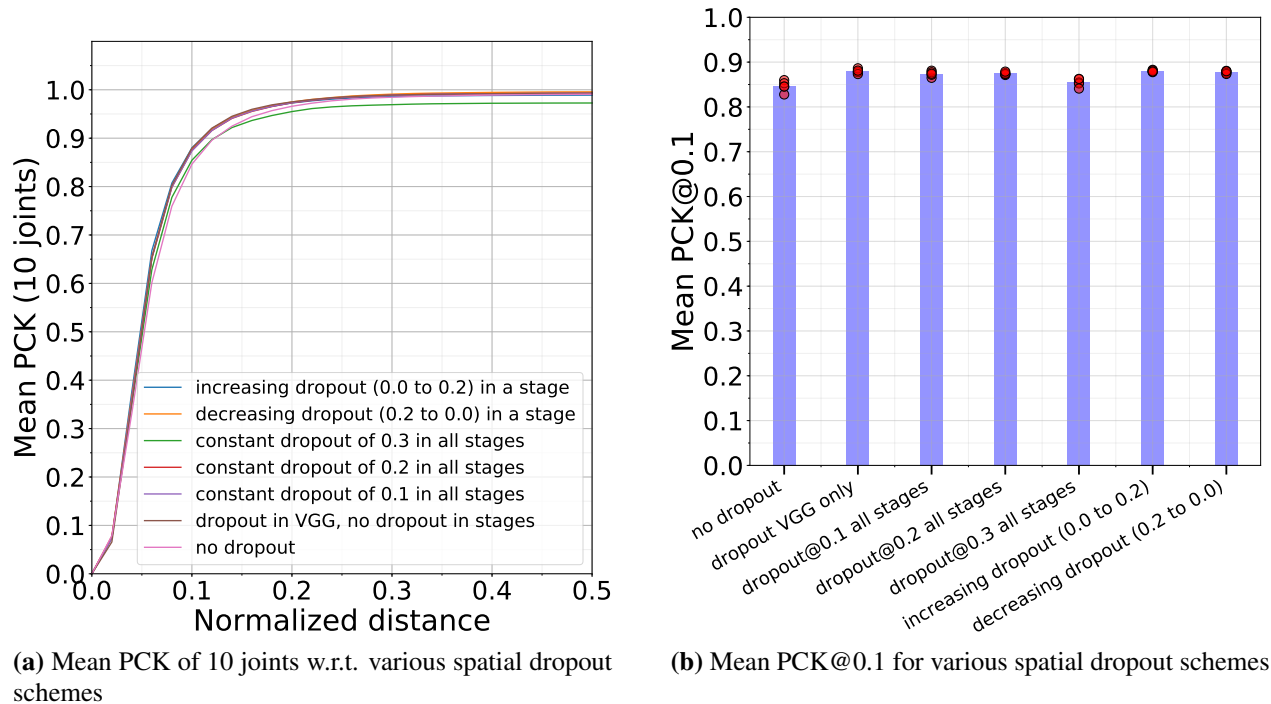 Mean PCK (10 joints)
1.0
0.9
0.8
0.7
0.6
0.5
0.4
0.3
0.2
0.1
0.0
0.0 0.1 0.2 0.3 0.4 0.5
Normalized distance
increasing dropout (0.0 to 0.2) in a stage
decreasing dropout (0.2 to 0.0) in a stage
constant dropout of 0.3 in all stages
constant dropout of 0.2 in all stages
constant dropout of 0.1 in all stages
dropout in VGG, no dropout in stages
no dropout
(a) Mean PCK of 10 joints w.r.t. various spatial dropout
schemes
Mean PCK@0.1
1.0
0.9
0.8
0.7
0.6
0.5
0.4
0.3
0.2
0.1
0.0
no dropout
dropout VGG only
dropout@0.1 all stages
dropout@0.2 all stages
dropout@0.3 all stages
increasing dropout (0.0 to 0.2)
decreasing dropout (0.2 to 0.0)
(b) Mean PCK@0.1 for various spatial dropout schemes